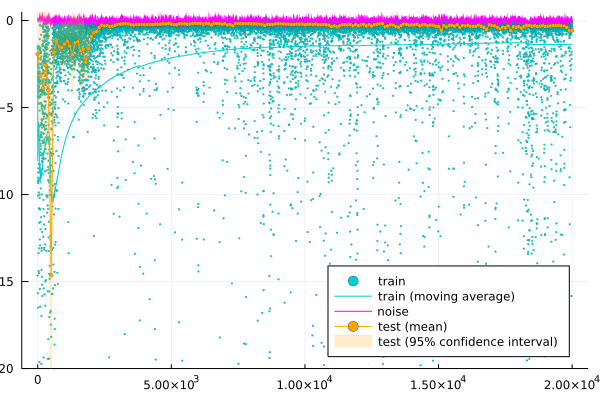 0
-5
10
15
20
0
5.00×10³
1.00×10⁴
1.50×10⁴
2.00×10⁴
train
train (moving average)
noise
test (mean)
test (95% confidence interval)